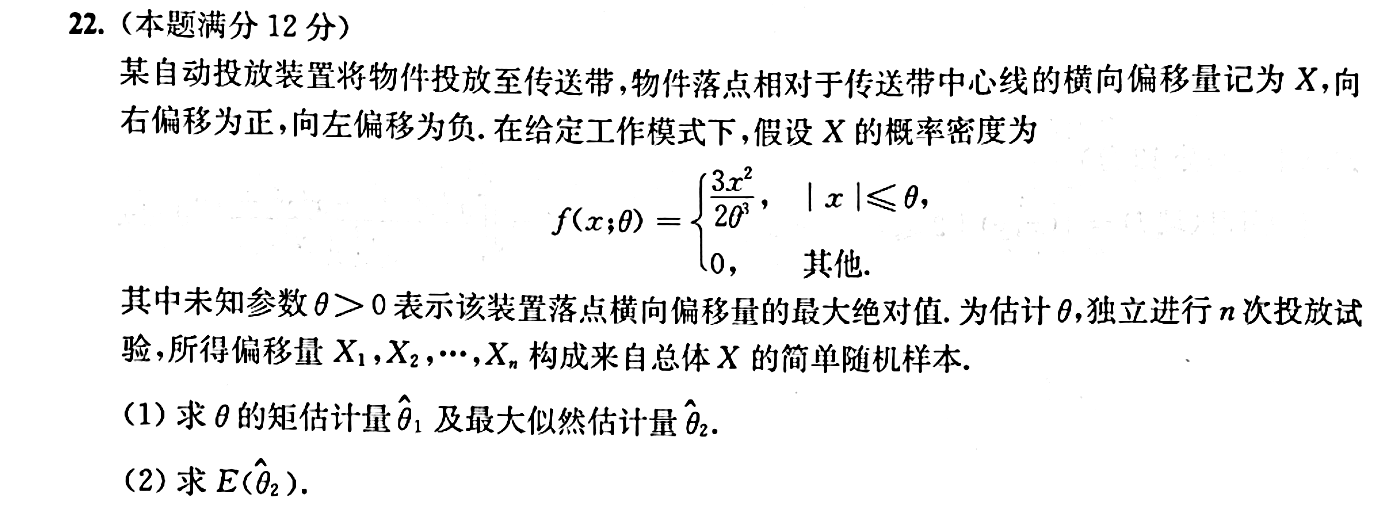 22.(本题满分 12 分)
某自动投放装置将物件投放至传送带,物件落点相对于传送带中心线的横向偏移量记为 X,向
右偏移为正,向左偏移为负.在给定工作模式下,假设 X 的概率密度为
f(x;θ) = { 3x²/2θ³, |x|≤θ,
0, 其他.
其中未知参数 θ>0 表示该装置落点横向偏移量的最大绝对值.为估计 θ,独立进行 n 次投放试
验,所得偏移量 X₁,X₂,⋯,Xₙ 构成来自总体 X 的简单随机样本.
(1) 求 θ 的矩估计量 θ̂₁ 及最大似然估计量 θ̂₂.
(2) 求 E(θ̂₂).